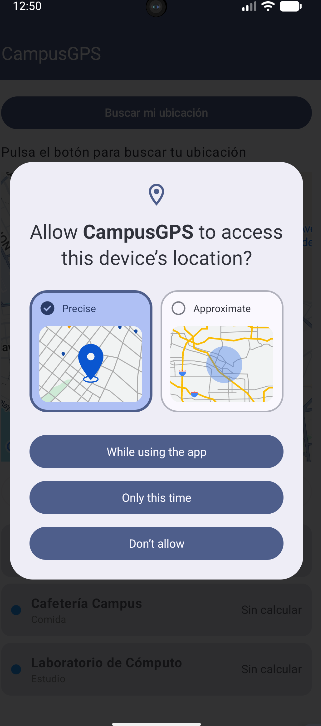 12:50
CampusGPS
Buscar mi ubicación
Pulsa el botón para buscar tu ubicación
Allow CampusGPS to access
this device's location?
Precise
Approximate
While using the app
Only this time
Don't allow
Cafetería Campus
Sin calcular
Comida
Laboratorio de Cómputo
Sin calcular
Estudio